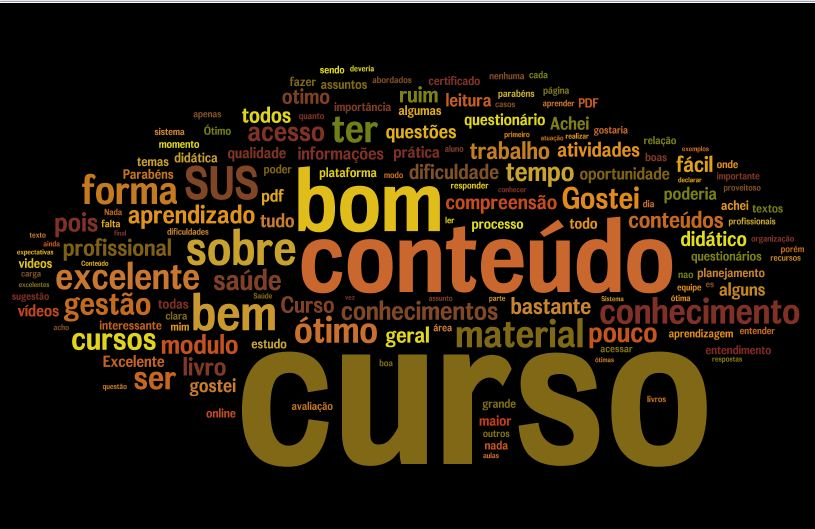 sendo deveria
fazer assuntos abordados certificado nenhuma cada
otimo importância ruim algumas leitura parabéns casos página aprender PDF
apenas todos quanto
sistema Ótimo acesso ter questões questionário Achei gostaria
momento primeiro atuação realizar relação
temas didática qualidade informações prática aluno trabalho atividades boas exemplos
Parabéns poder plataforma modo dificuldade tempo oportunidade fácil onde
forma SUS pdf bom responder conhecer declarar importante
compreensão Gostei dia poderia proveitoso
Nada achei textos
pois falta aprendizado tudo ler processo todo conteúdos profissionais
texto final dificuldades
ainda profissional sobre conteúdo didático organização
expectativas questionários porém
videos Conteúdo recursos
carga excelente saúde nao planejamento
excelentes equipe es alguns
sugestão gestão todas Saúde Curso vez assunto parte bastante Sistema ótima conhecimento
vídeos clara bem conhecimentos
acho interessante mim ótimo geral área material pouco aprendizagem entender
cursos modulo estudo acessar entendimento
Excelente livro boa ótimas respostas
questão ser gostei curso
online avaliação grande livros
maior
outros
nada
aulas